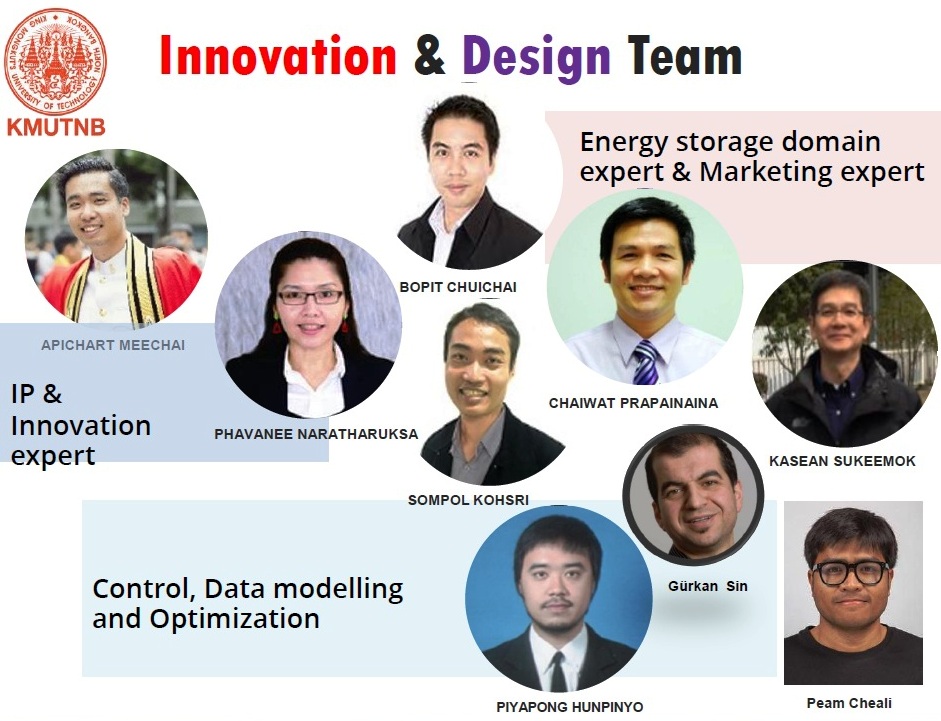 KING MONGKUT'S UNIVERSITY OF TECHNOLOGY NORTH BANGKOK
KMUTNB
Innovation & Design Team
Energy storage domain
expert & Marketing expert
BOPIT CHUICHAI
APICHART MEECHAI
IP &
Innovation
expert
PHAVANEE NARATHARUKSA
CHAIWAT PRAPAINAINA
KASEAN SUKEEMOK
SOMPOL KOHSRI
Control, Data modelling
and Optimization
Gürkan Sin
PIYAPONG HUNPINYO
Peam Cheali